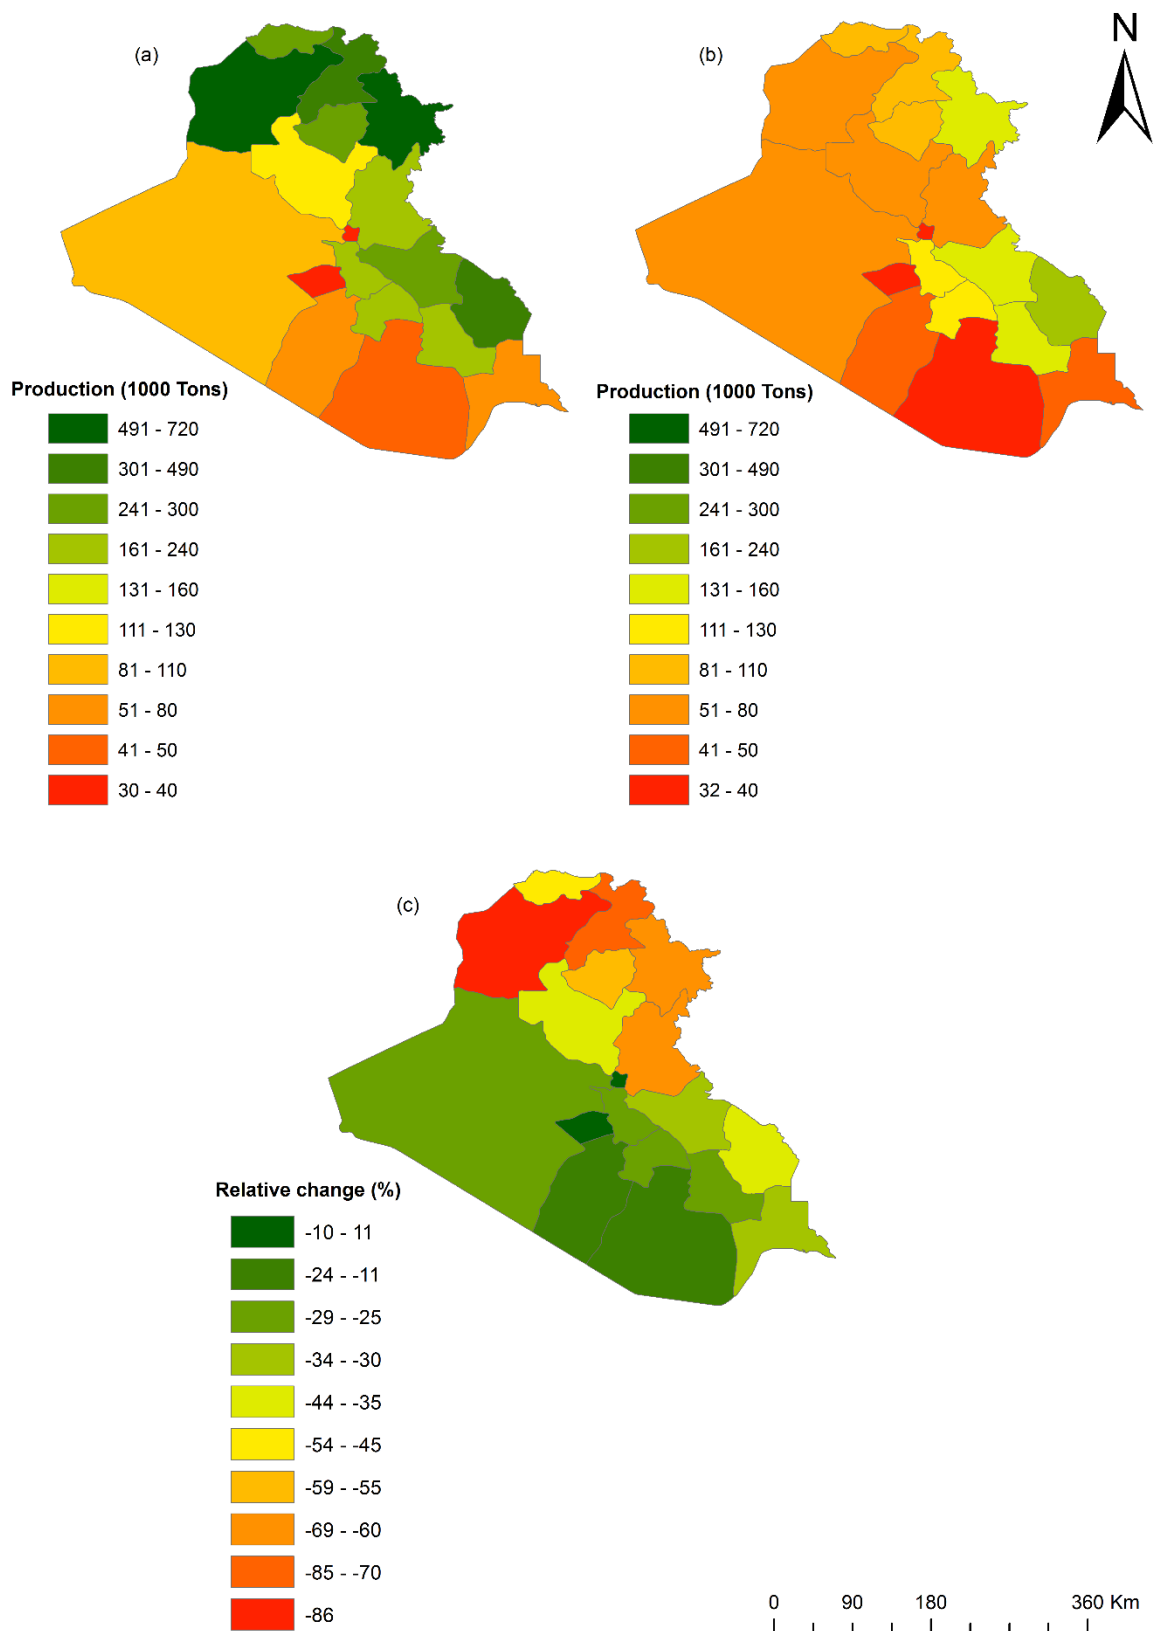 N
(a)
(b)
Production (1000 Tons)
491 - 720
301 - 490
241 - 300
161 - 240
131 - 160
111 - 130
81 - 110
51 - 80
41 - 50
30 - 40
Production (1000 Tons)
491 - 720
301 - 490
241 - 300
161 - 240
131 - 160
111 - 130
81 - 110
51 - 80
41 - 50
32 - 40
(c)
Relative change (%)
-10 - 11
-24 - -11
-29 - -25
-34 - -30
-44 - -35
-54 - -45
-59 - -55
-69 - -60
-85 - -70
-86
0 90 180 360 Km